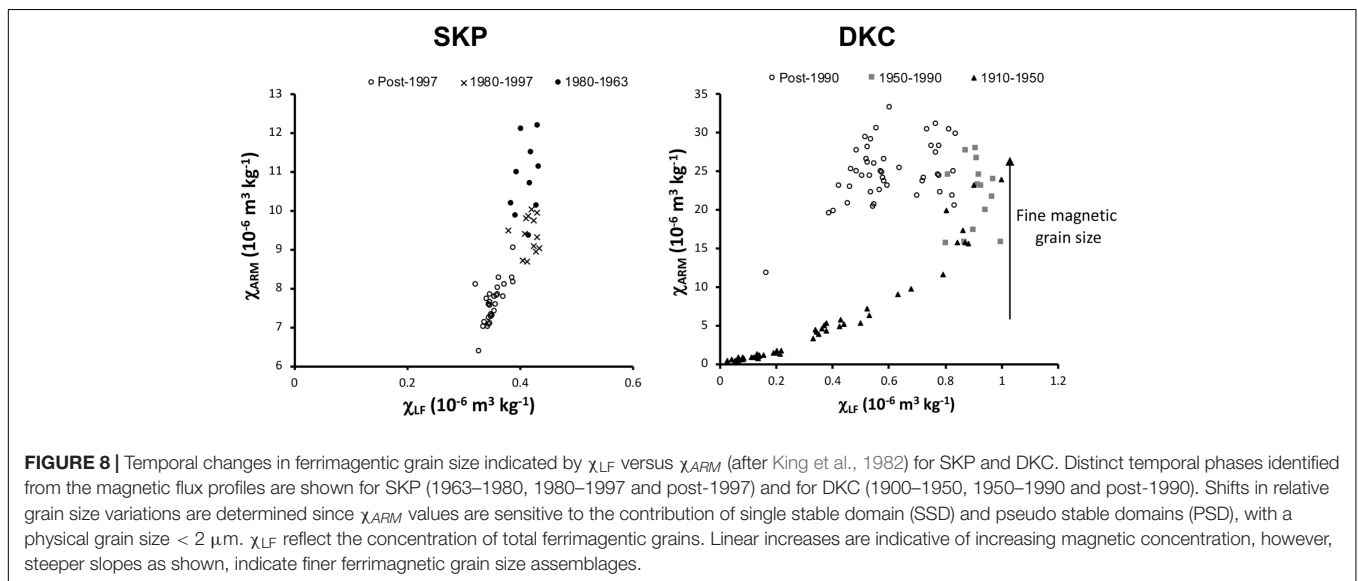 SKP
DKC
○ Post-1997 × 1980-1997 ● 1980-1963
○ Post-1990 ■ 1950-1990 ▲ 1910-1950
13
12
11
10
9
8
7
6
χARM (10⁻⁶ m³ kg⁻¹)
0 0.2 0.4 0.6
χLF (10⁻⁶ m³ kg⁻¹)
35
30
25
20
15
10
5
0
χARM (10⁻⁶ m³ kg⁻¹)
0 0.2 0.4 0.6 0.8 1 1.2
χLF (10⁻⁶ m³ kg⁻¹)
Fine magnetic
grain size
FIGURE 8 | Temporal changes in ferrimagentic grain size indicated by χLF versus χARM (after King et al., 1982) for SKP and DKC. Distinct temporal phases identified
from the magnetic flux profiles are shown for SKP (1963–1980, 1980–1997 and post-1997) and for DKC (1900–1950, 1950–1990 and post-1990). Shifts in relative
grain size variations are determined since χARM values are sensitive to the contribution of single stable domain (SSD) and pseudo stable domains (PSD), with a
physical grain size < 2 μm. χLF reflect the concentration of total ferrimagentic grains. Linear increases are indicative of increasing magnetic concentration, however,
steeper slopes as shown, indicate finer ferrimagnetic grain size assemblages.